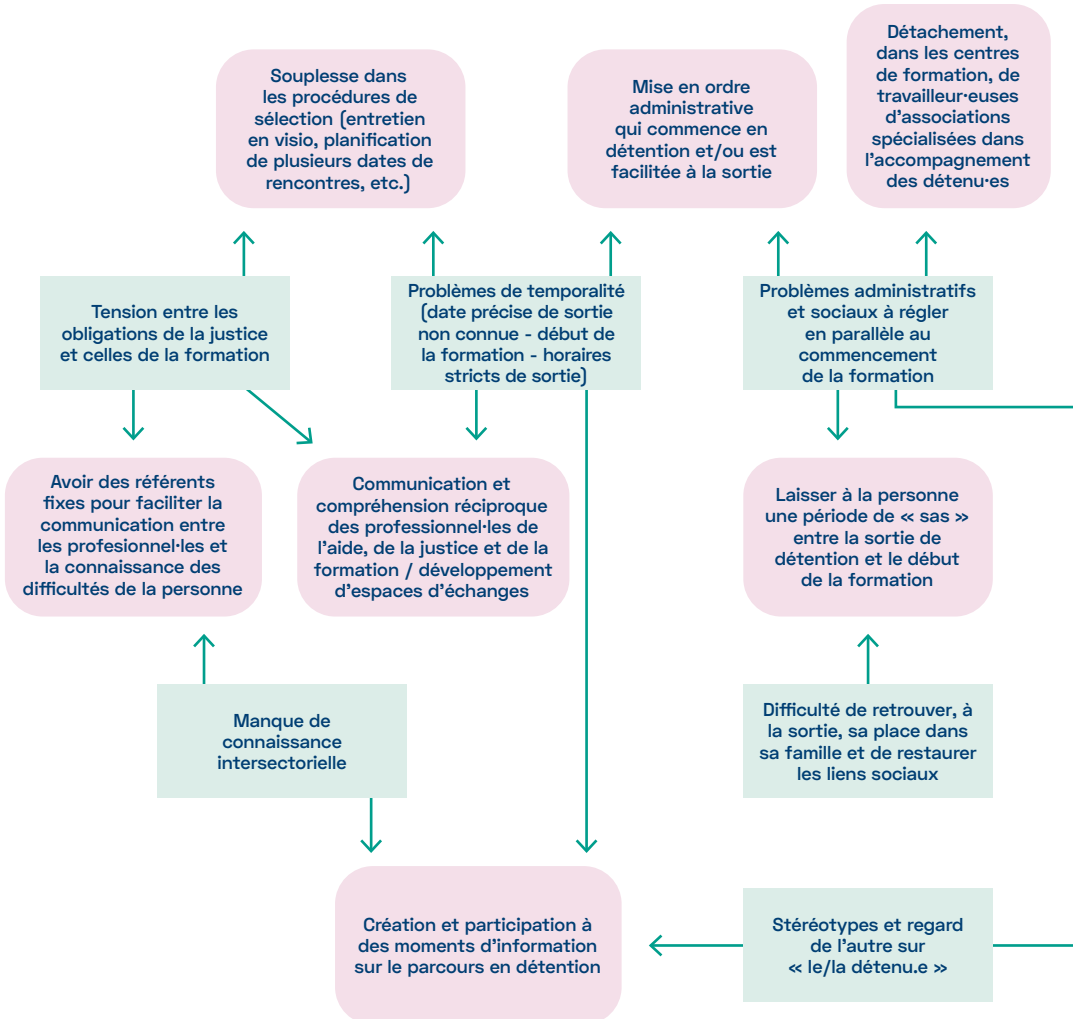 Souplesse dans
les procédures de
sélection (entretien
en visio, planification
de plusieurs dates de
rencontres, etc.)
Mise en ordre
administrative
qui commence en
détention et/ou est
facilitée à la sortie
Détachement,
dans les centres
de formation, de
travailleur·euses
d'associations
spécialisées dans
l'accompagnement
des détenu·es
Tension entre les
obligations de la justice
et celles de la formation
Problèmes de temporalité
(date précise de sortie
non connue - début de
la formation - horaires
stricts de sortie)
Problèmes administratifs
et sociaux à régler
en parallèle au
commencement
de la formation
Avoir des référents
fixes pour faciliter la
communication entre
les profesionnel·les et
la connaissance des
difficultés de la personne
Communication et
compréhension réciproque
des professionnel·les de
l'aide, de la justice et de la
formation / développement
d'espaces d'échanges
Laisser à la personne
une période de « sas »
entre la sortie de
détention et le début
de la formation
Manque de
connaissance
intersectorielle
Difficulté de retrouver, à
la sortie, sa place dans
sa famille et de restaurer
les liens sociaux
Création et participation à
des moments d'information
sur le parcours en détention
Stéréotypes et regard
de l'autre sur
« le/la détenu.e »